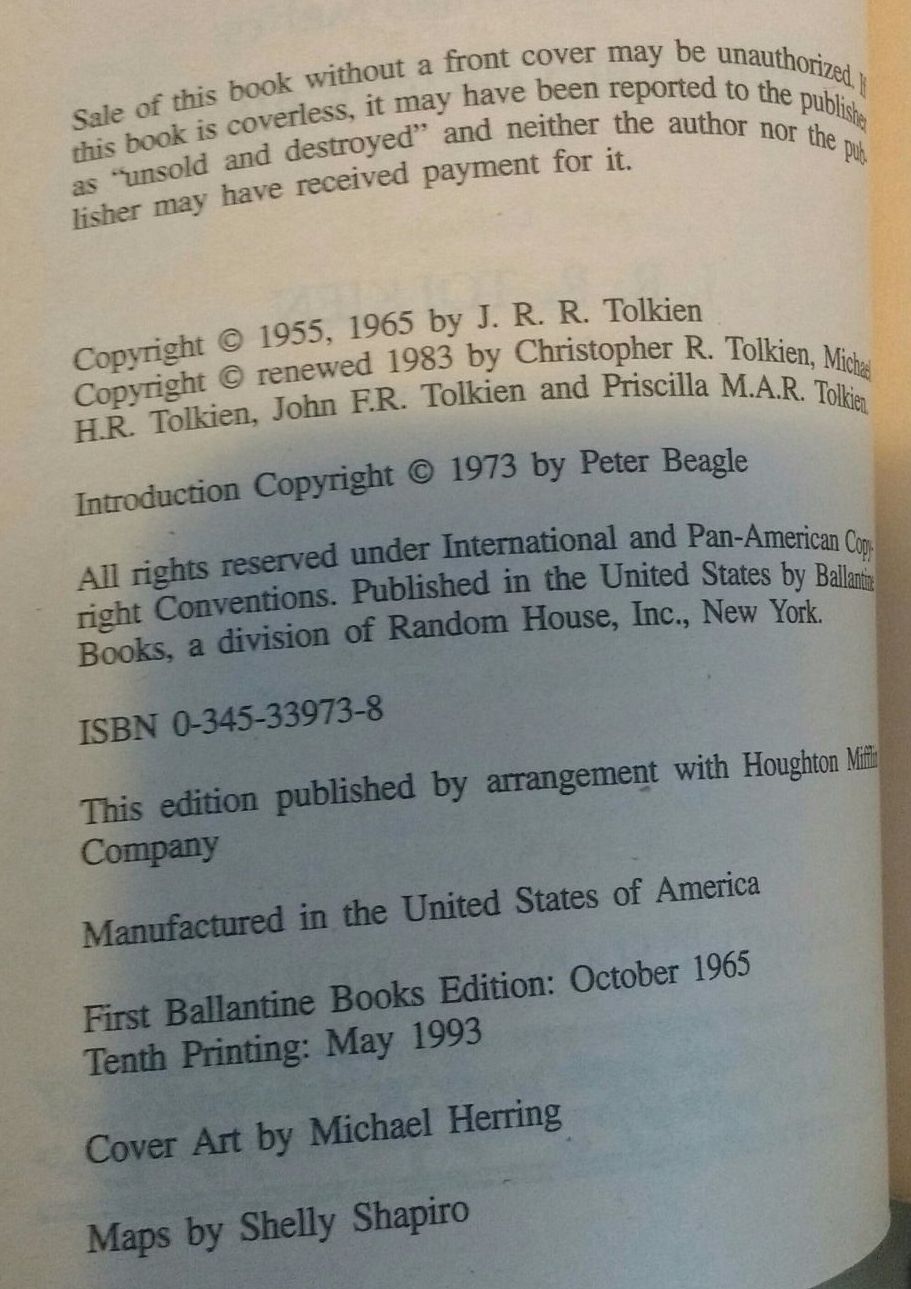 Sale of this book without a front cover may be unauthorized. If
this book is coverless, it may have been reported to the publisher
as “unsold and destroyed” and neither the author nor the pub-
lisher may have received payment for it.
Copyright © 1955, 1965 by J. R. R. Tolkien
Copyright © renewed 1983 by Christopher R. Tolkien, Michael
H.R. Tolkien, John F.R. Tolkien and Priscilla M.A.R. Tolkien.
Introduction Copyright © 1973 by Peter Beagle
All rights reserved under International and Pan-American Copy-
right Conventions. Published in the United States by Ballantine
Books, a division of Random House, Inc., New York.
ISBN 0-345-33973-8
This edition published by arrangement with Houghton Mifflin
Company
Manufactured in the United States of America
First Ballantine Books Edition: October 1965
Tenth Printing: May 1993
Cover Art by Michael Herring
Maps by Shelly Shapiro